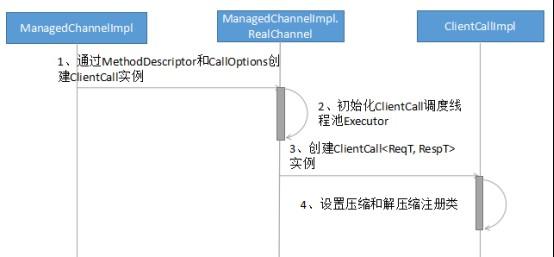 ManagedChannelImpl
ManagedChannelImpl.
RealChannel
ClientCallImpl
1、通过MethodDescriptor和CallOptions创
建ClientCall实例
2、初始化ClientCall调度线
程池Executor
3、创建ClientCall<ReqT, RespT>
实例
4、设置压缩和解压缩注册类